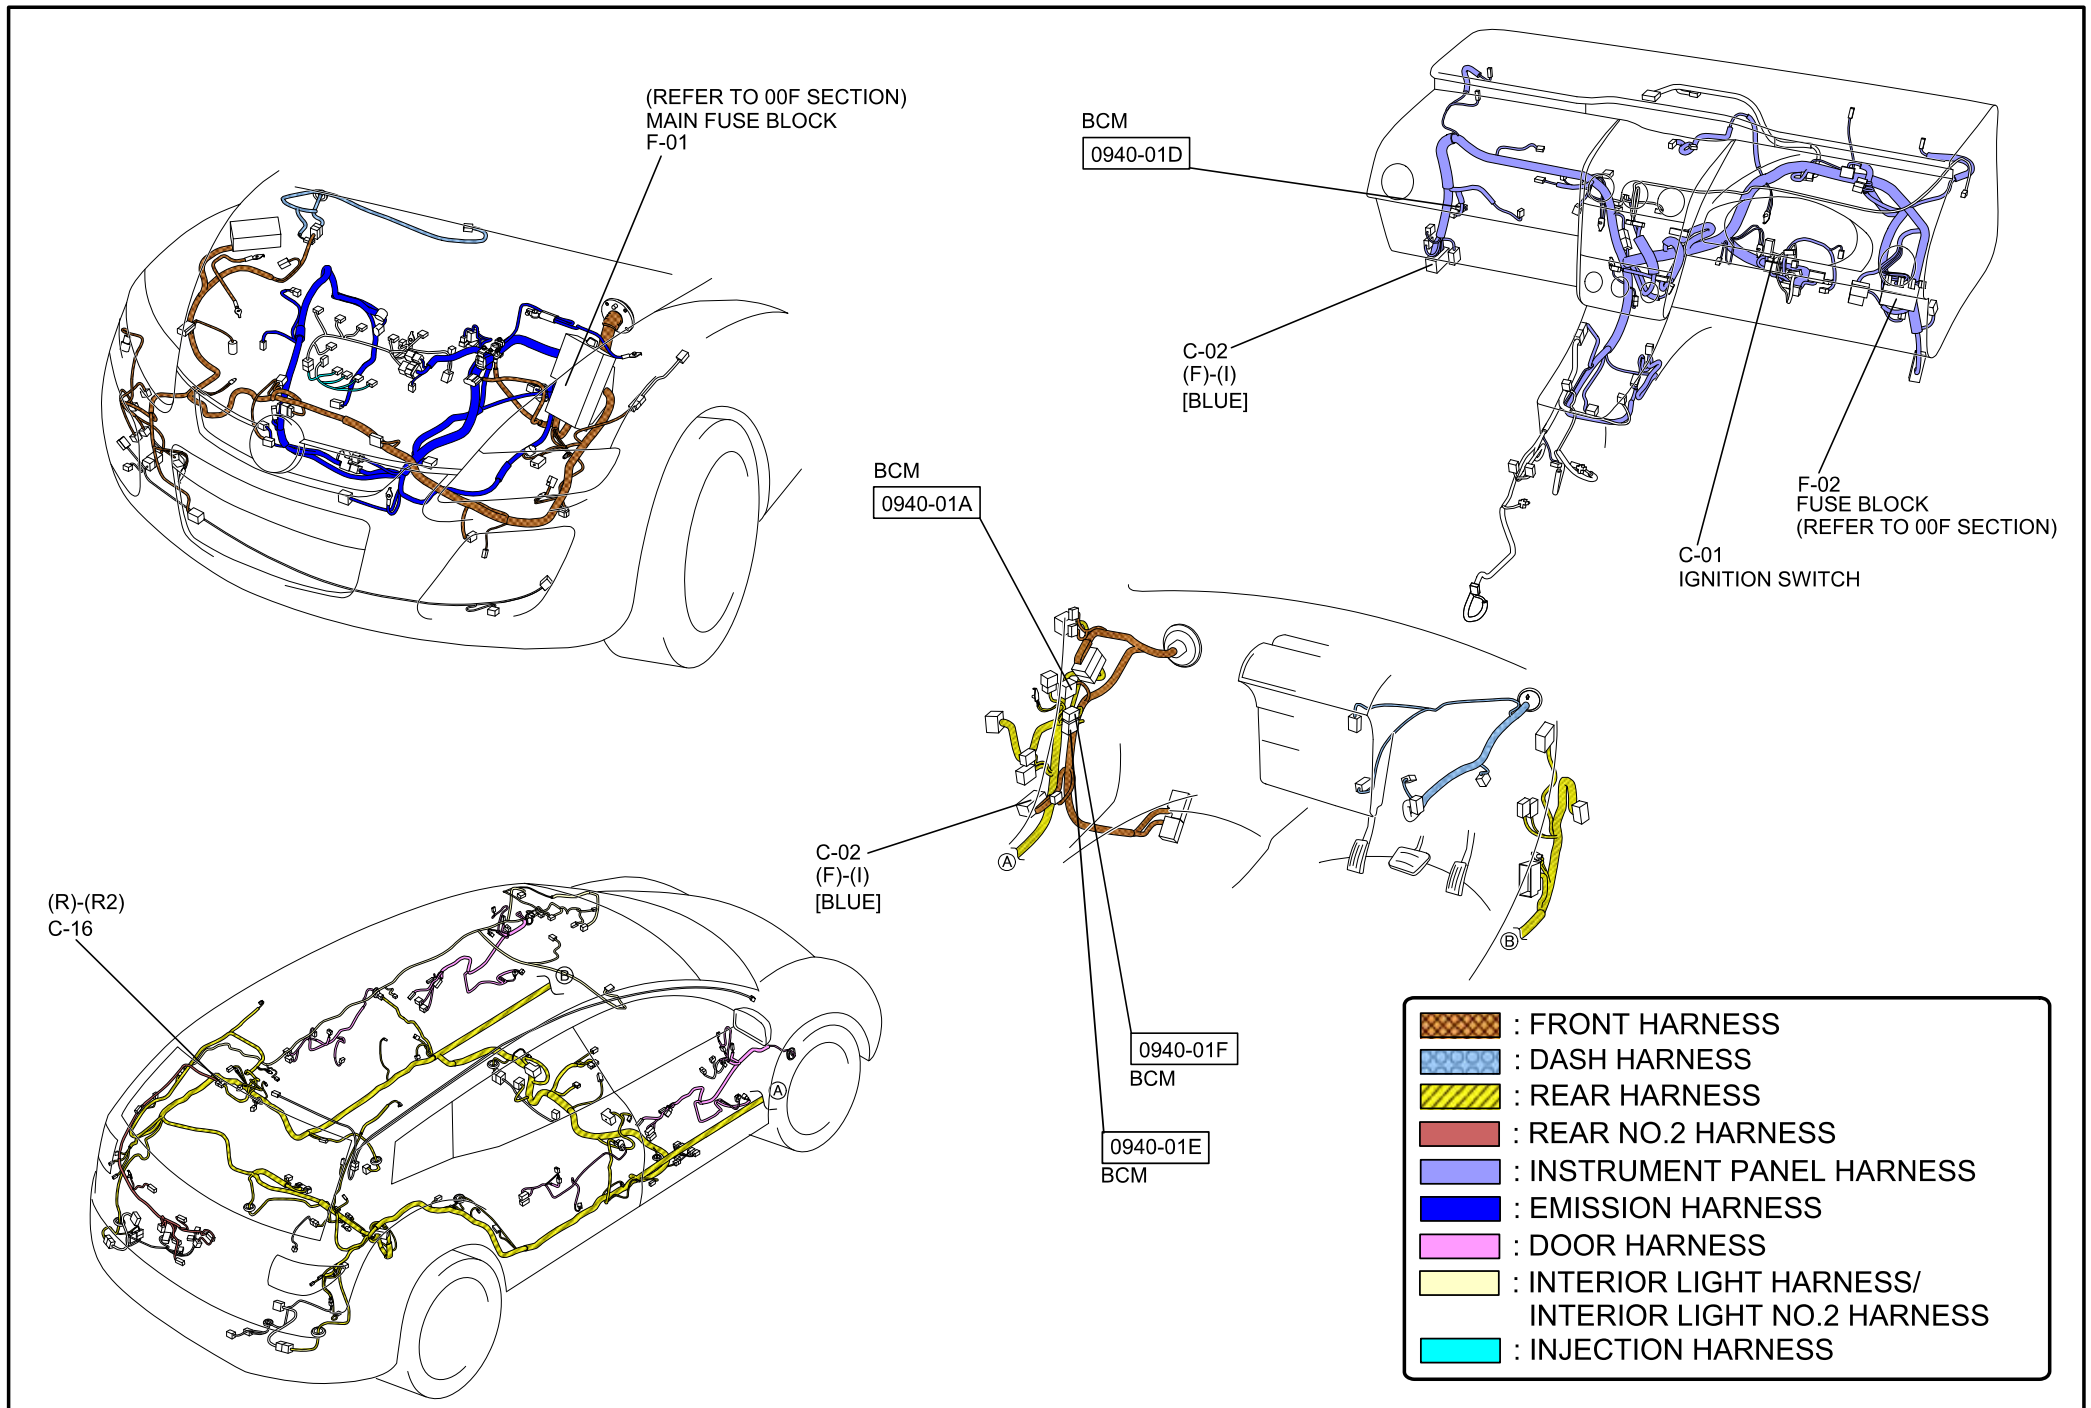 (REFER TO 00F SECTION)
MAIN FUSE BLOCK
F-01
BCM
0940-01D
C-02
(F)-(I)
[BLUE]
F-02
FUSE BLOCK
(REFER TO 00F SECTION)
C-01
IGNITION SWITCH
BCM
0940-01A
C-02
(F)-(I)
[BLUE]
A
B
0940-01F
BCM
0940-01E
BCM
(R)-(R2)
C-16
B
A
: FRONT HARNESS
: DASH HARNESS
: REAR HARNESS
: REAR NO.2 HARNESS
: INSTRUMENT PANEL HARNESS
: EMISSION HARNESS
: DOOR HARNESS
: INTERIOR LIGHT HARNESS/
INTERIOR LIGHT NO.2 HARNESS
: INJECTION HARNESS